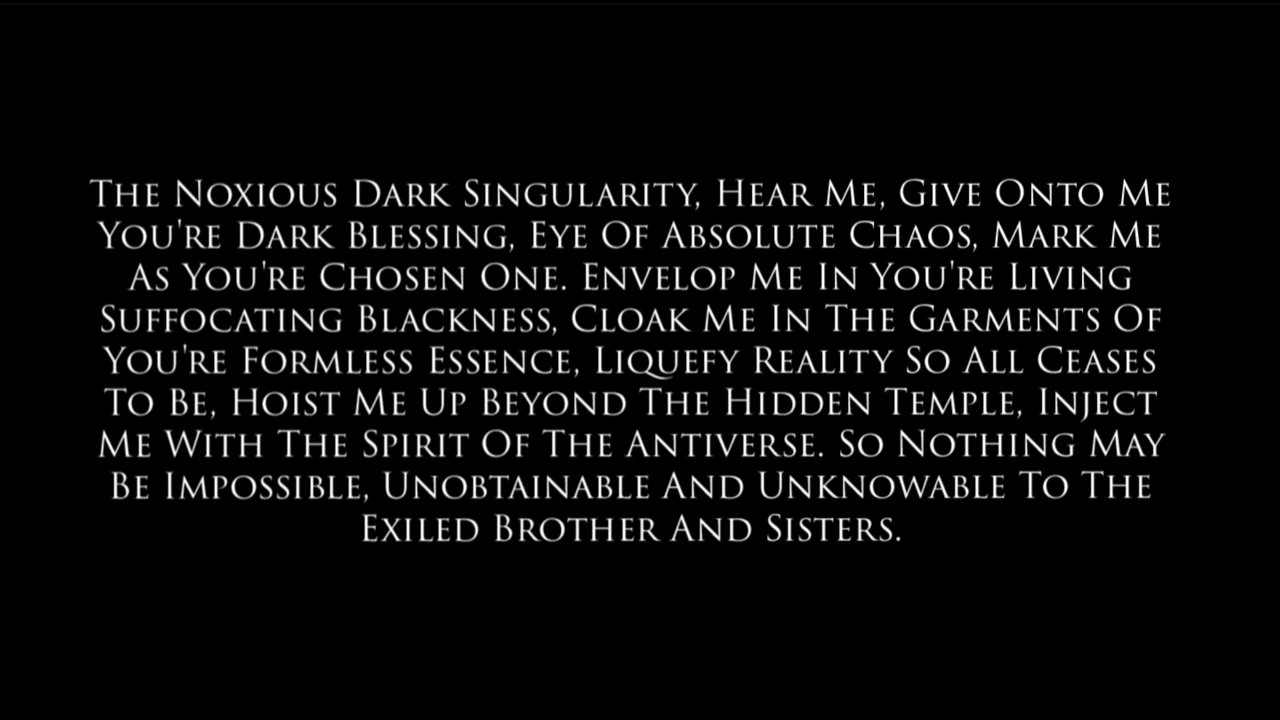 The Noxious Dark Singularity, Hear Me, Give Onto Me
You're Dark Blessing, Eye Of Absolute Chaos, Mark Me
As You're Chosen One. Envelop Me In You're Living
Suffocating Blackness, Cloak Me In The Garments Of
You're Formless Essence, Liquefy Reality So All Ceases
To Be, Hoist Me Up Beyond The Hidden Temple, Inject
Me With The Spirit Of The Antiverse. So Nothing May
Be Impossible, Unobtainable And Unknowable To The
Exiled Brother And Sisters.